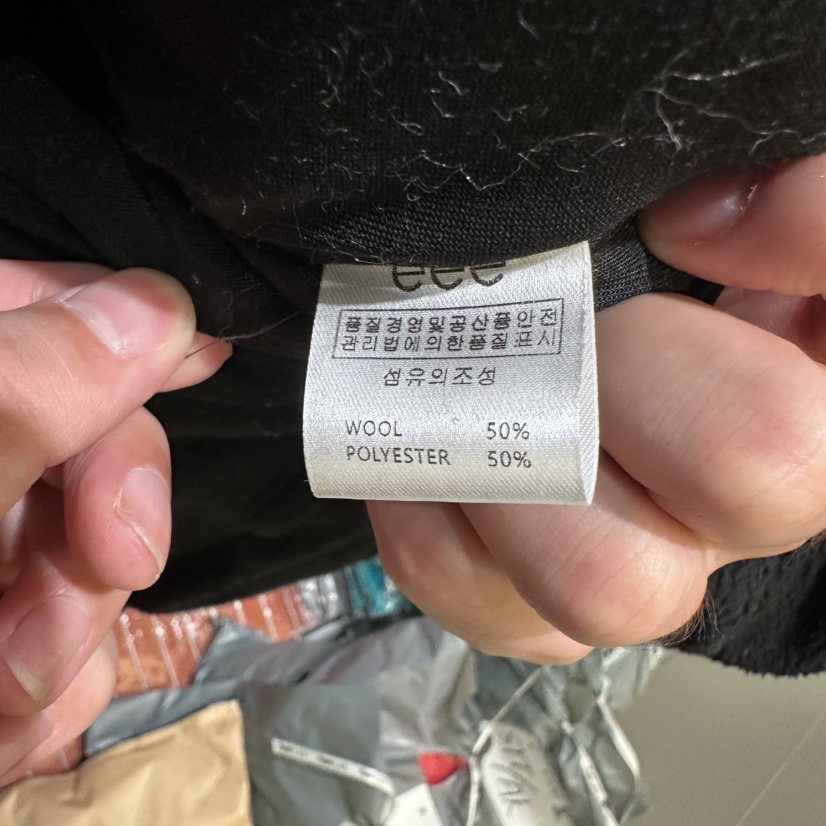 eee
품질경영및공산품안전
관리법에의한품질표시
섬유의조성
WOOL 50%
POLYESTER 50%